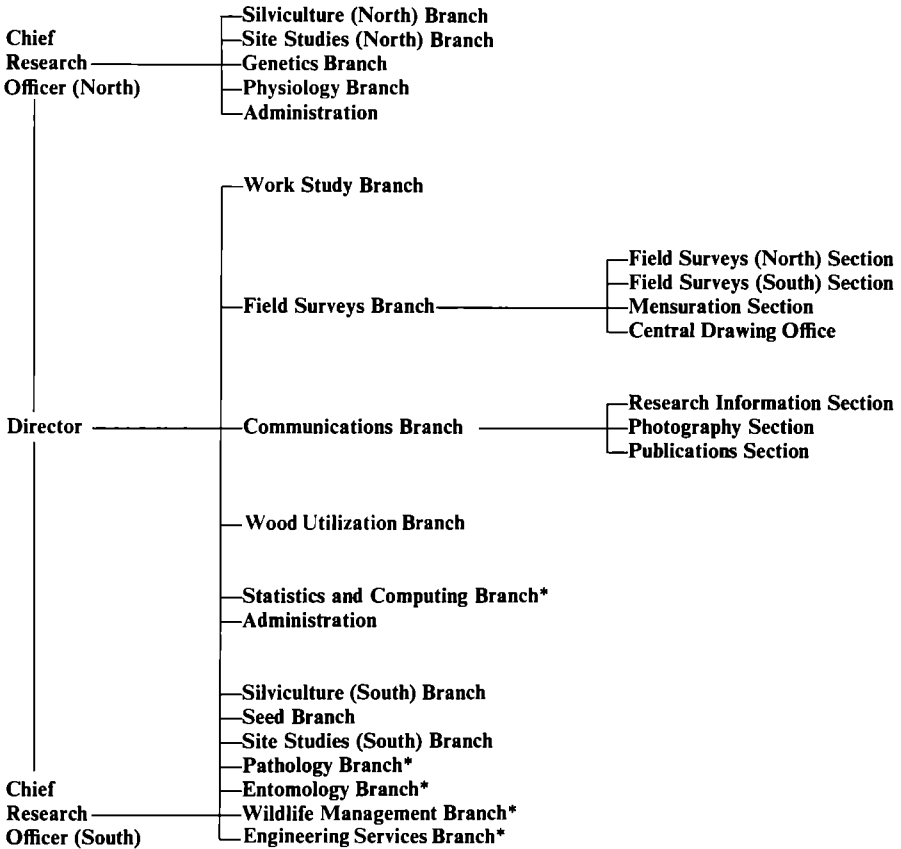 Chief
Research
Officer (North)
Silviculture (North) Branch
Site Studies (North) Branch
Genetics Branch
Physiology Branch
Administration
Work Study Branch
Field Surveys Branch
Field Surveys (North) Section
Field Surveys (South) Section
Mensuration Section
Central Drawing Office
Director
Communications Branch
Research Information Section
Photography Section
Publications Section
Wood Utilization Branch
Statistics and Computing Branch*
Administration
Silviculture (South) Branch
Seed Branch
Site Studies (South) Branch
Pathology Branch*
Entomology Branch*
Wildlife Management Branch*
Engineering Services Branch*
Chief
Research
Officer (South)